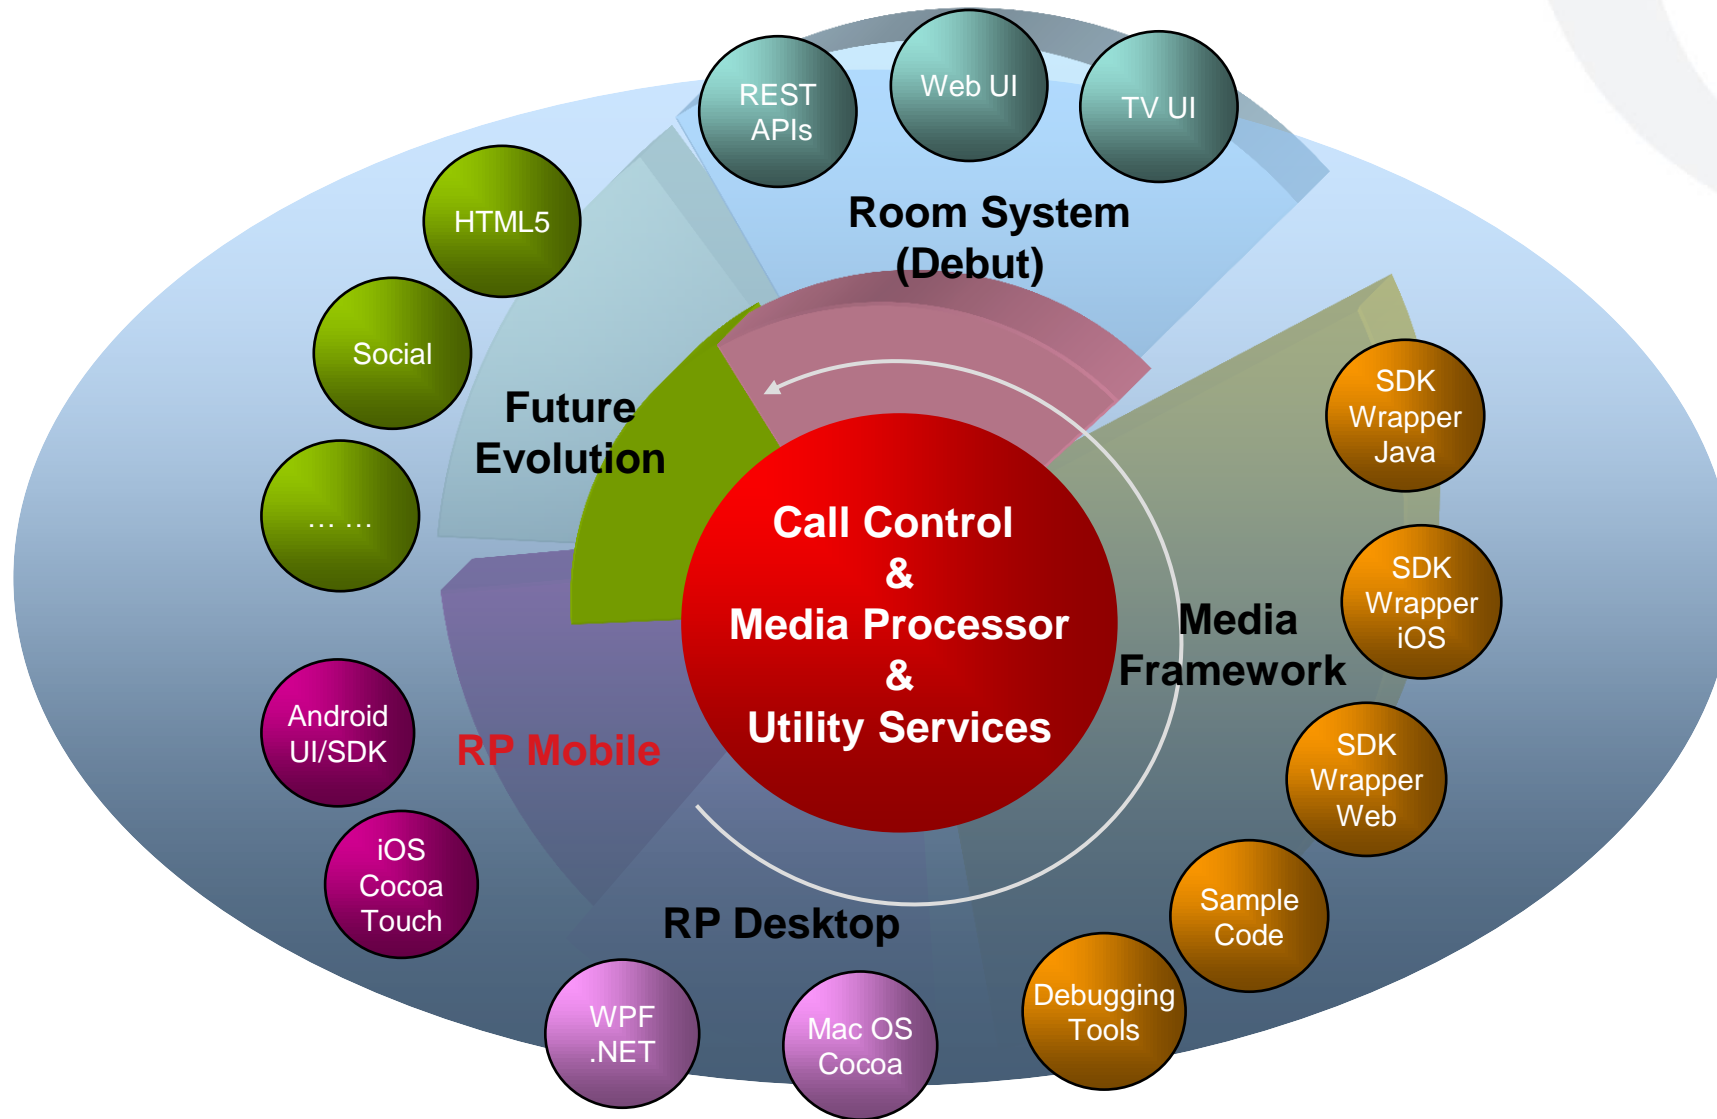 REST
APIs
Web UI
TV UI
Room System
(Debut)
HTML5
Social
… …
Future
Evolution
SDK
Wrapper
Java
SDK
Wrapper
iOS
SDK
Wrapper
Web
Sample
Code
Debugging
Tools
Media
Framework
Call Control
&
Media Processor
&
Utility Services
Android
UI/SDK
iOS
Cocoa
Touch
RP Mobile
RP Desktop
WPF
.NET
Mac OS
Cocoa